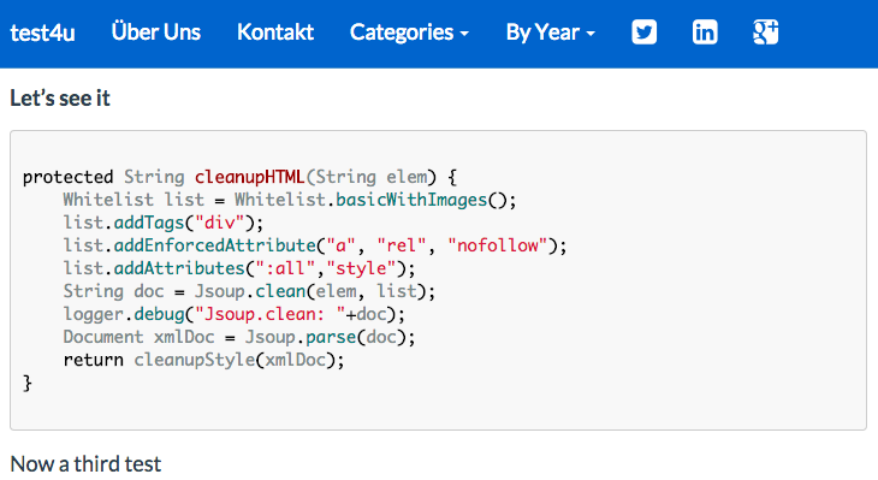 test4u Über Uns Kontakt Categories By Year
Let's see it
protected String cleanupHTML(String elem) {
    Whitelist list = Whitelist.basicWithImages();
    list.addTags("div");
    list.addEnforcedAttribute("a", "rel", "nofollow");
    list.addAttributes(":all","style");
    String doc = Jsoup.clean(elem, list);
    logger.debug("Jsoup.clean: "+doc);
    Document xmlDoc = Jsoup.parse(doc);
    return cleanupStyle(xmlDoc);
}
Now a third test